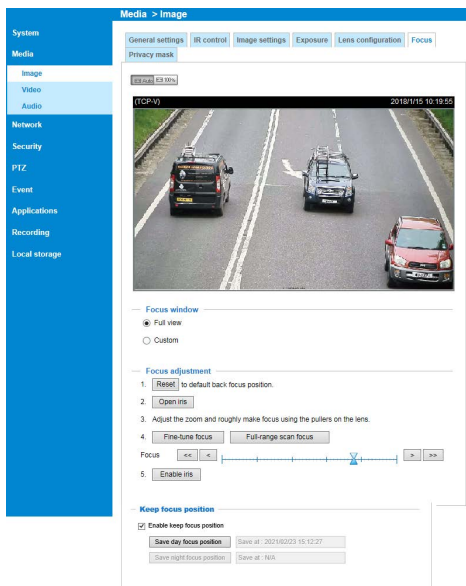 Media > Image
System
Media
Image
Video
Audio
Network
Security
PTZ
Event
Applications
Recording
Local storage
General settings IR control Image settings Exposure Lens configuration Focus
Privacy mask
Auto 100%
(TCP-V) 2018/1/15 10:19:55
Focus window
Full view
Custom
Focus adjustment
1. Reset to default back focus position.
2. Open iris
3. Adjust the zoom and roughly make focus using the pullers on the lens.
4. Fine-tune focus Full-range scan focus
Focus << < > >>
5. Enable iris
Keep focus position
Enable keep focus position
Save day focus position Save at : 2021/02/23 15:12:27
Save night focus position Save at : N/A